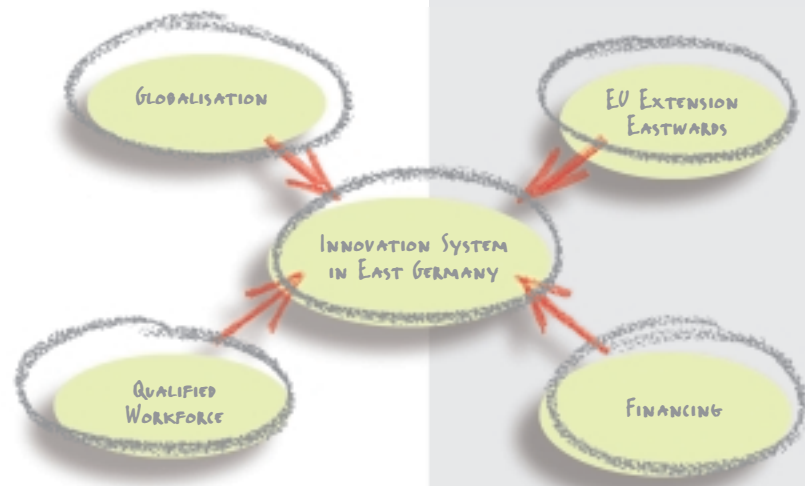 Globalisation
EU Extension
Eastwards
Innovation System
in East Germany
Qualified
Workforce
Financing